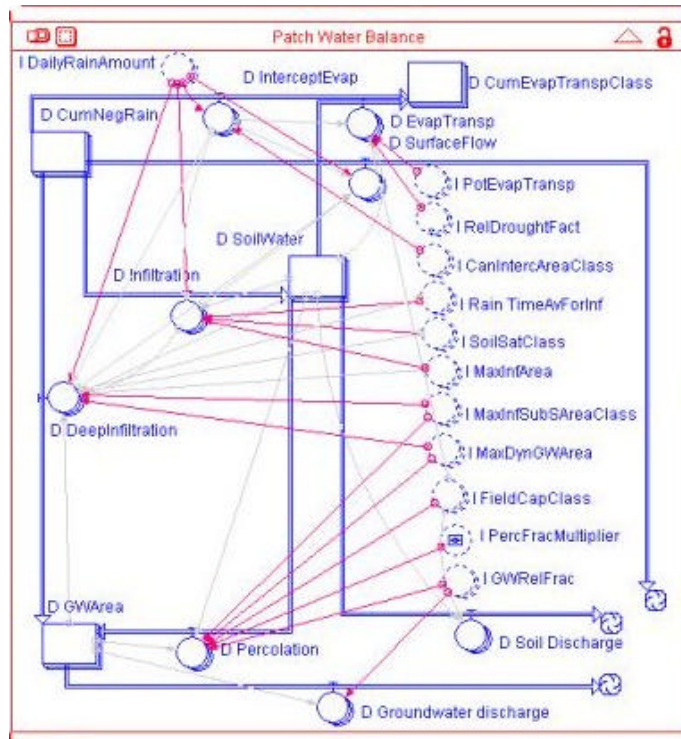 Patch Water Balance
I DailyRainAmount
D InterceptEvap
D CumEvapTranspClass
D CumNegRain
D EvapTransp
D SurfaceFlow
I PotEvapTransp
I RelDroughtFact
D SoilWater
I CanIntercAreaClass
D Infiltration
I Rain TimeAvForInf
I SoilSatClass
I MaxInfArea
I MaxInfSubSAreaClass
D DeepInfiltration
I MaxDynGWArea
I FieldCapClass
I PercFracMultiplier
I GWRelFrac
D GWArea
D Percolation
D Soil Discharge
D Groundwater discharge